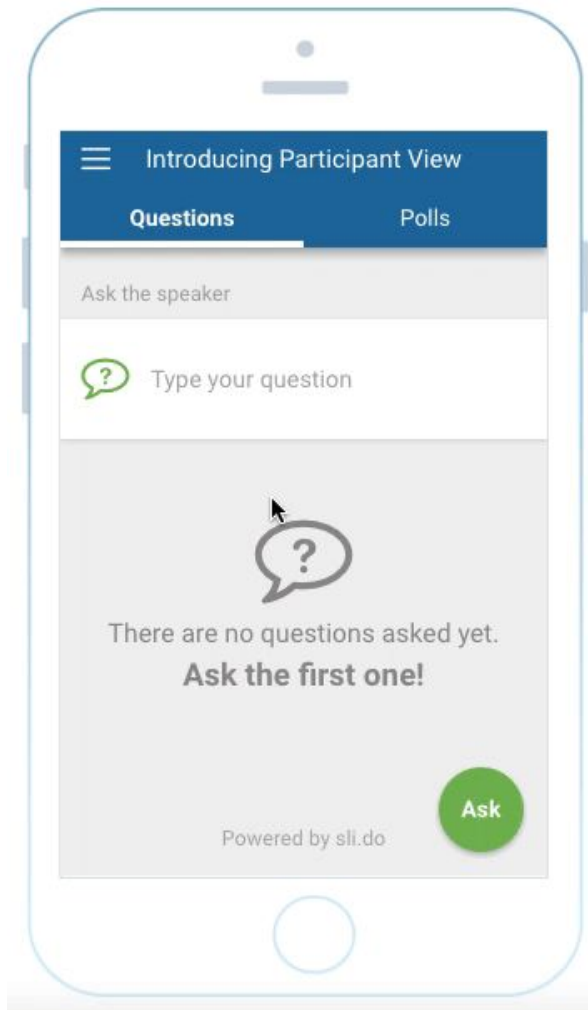 Introducing Participant View
Questions Polls
Ask the speaker
? Type your question
?
There are no questions asked yet.
Ask the first one!
Ask
Powered by sli.do